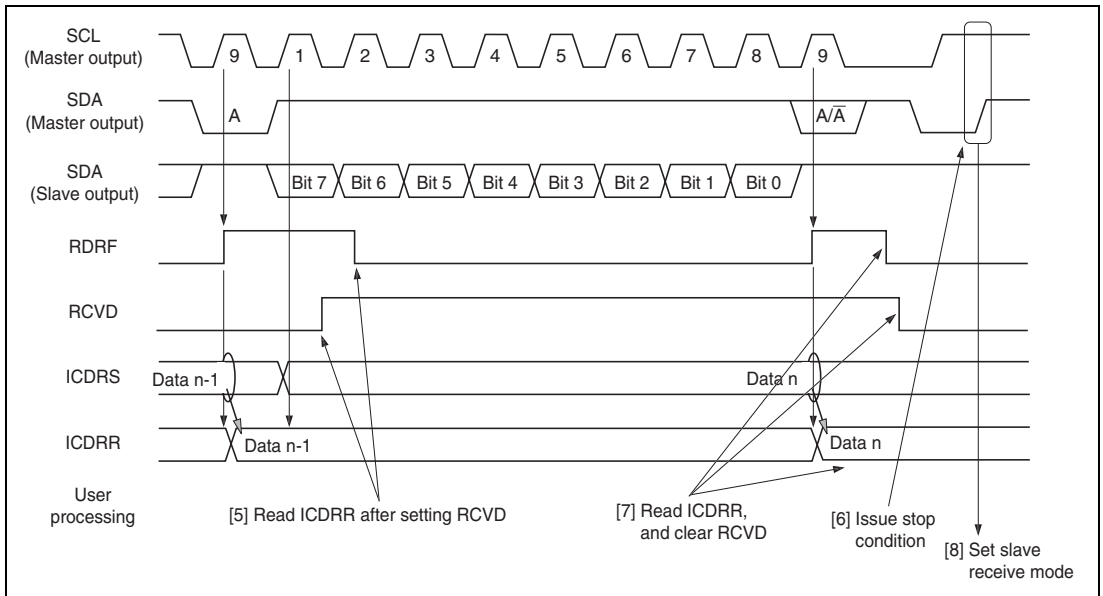 SCL
(Master output)
9 1 2 3 4 5 6 7 8 9
SDA
(Master output)
A A/A̅
SDA
(Slave output)
Bit 7 Bit 6 Bit 5 Bit 4 Bit 3 Bit 2 Bit 1 Bit 0
RDRF
RCVD
ICDRS
Data n-1 Data n
ICDRR
Data n-1 Data n
User
processing
[5] Read ICDRR after setting RCVD
[7] Read ICDRR,
and clear RCVD
[6] Issue stop
condition
[8] Set slave
receive mode